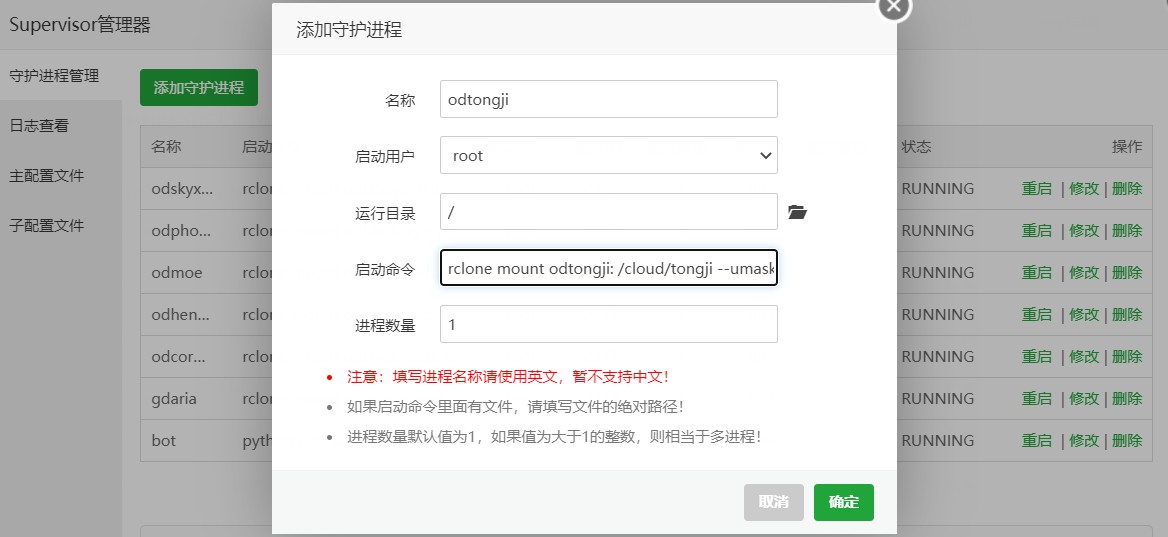 Supervisor管理器
守护进程管理
日志查看
主配置文件
子配置文件
添加守护进程
名称 启动 状态 操作
odskyx... rclon RUNNING 重启 | 修改 | 删除
odpho... rclon RUNNING 重启 | 修改 | 删除
odmoe rclon RUNNING 重启 | 修改 | 删除
odhen... rclon RUNNING 重启 | 修改 | 删除
odcor... rclon RUNNING 重启 | 修改 | 删除
gdaria rclon RUNNING 重启 | 修改 | 删除
bot pyth RUNNING 重启 | 修改 | 删除
添加守护进程
名称 odtongji
启动用户 root
运行目录 /
启动命令 rclone mount odtongji: /cloud/tongji --umask
进程数量 1
注意：填写进程名称请使用英文，暂不支持中文！
如果启动命令里面有文件，请填写文件的绝对路径！
进程数量默认值为1，如果值为大于1的整数，则相当于多进程！
取消 确定